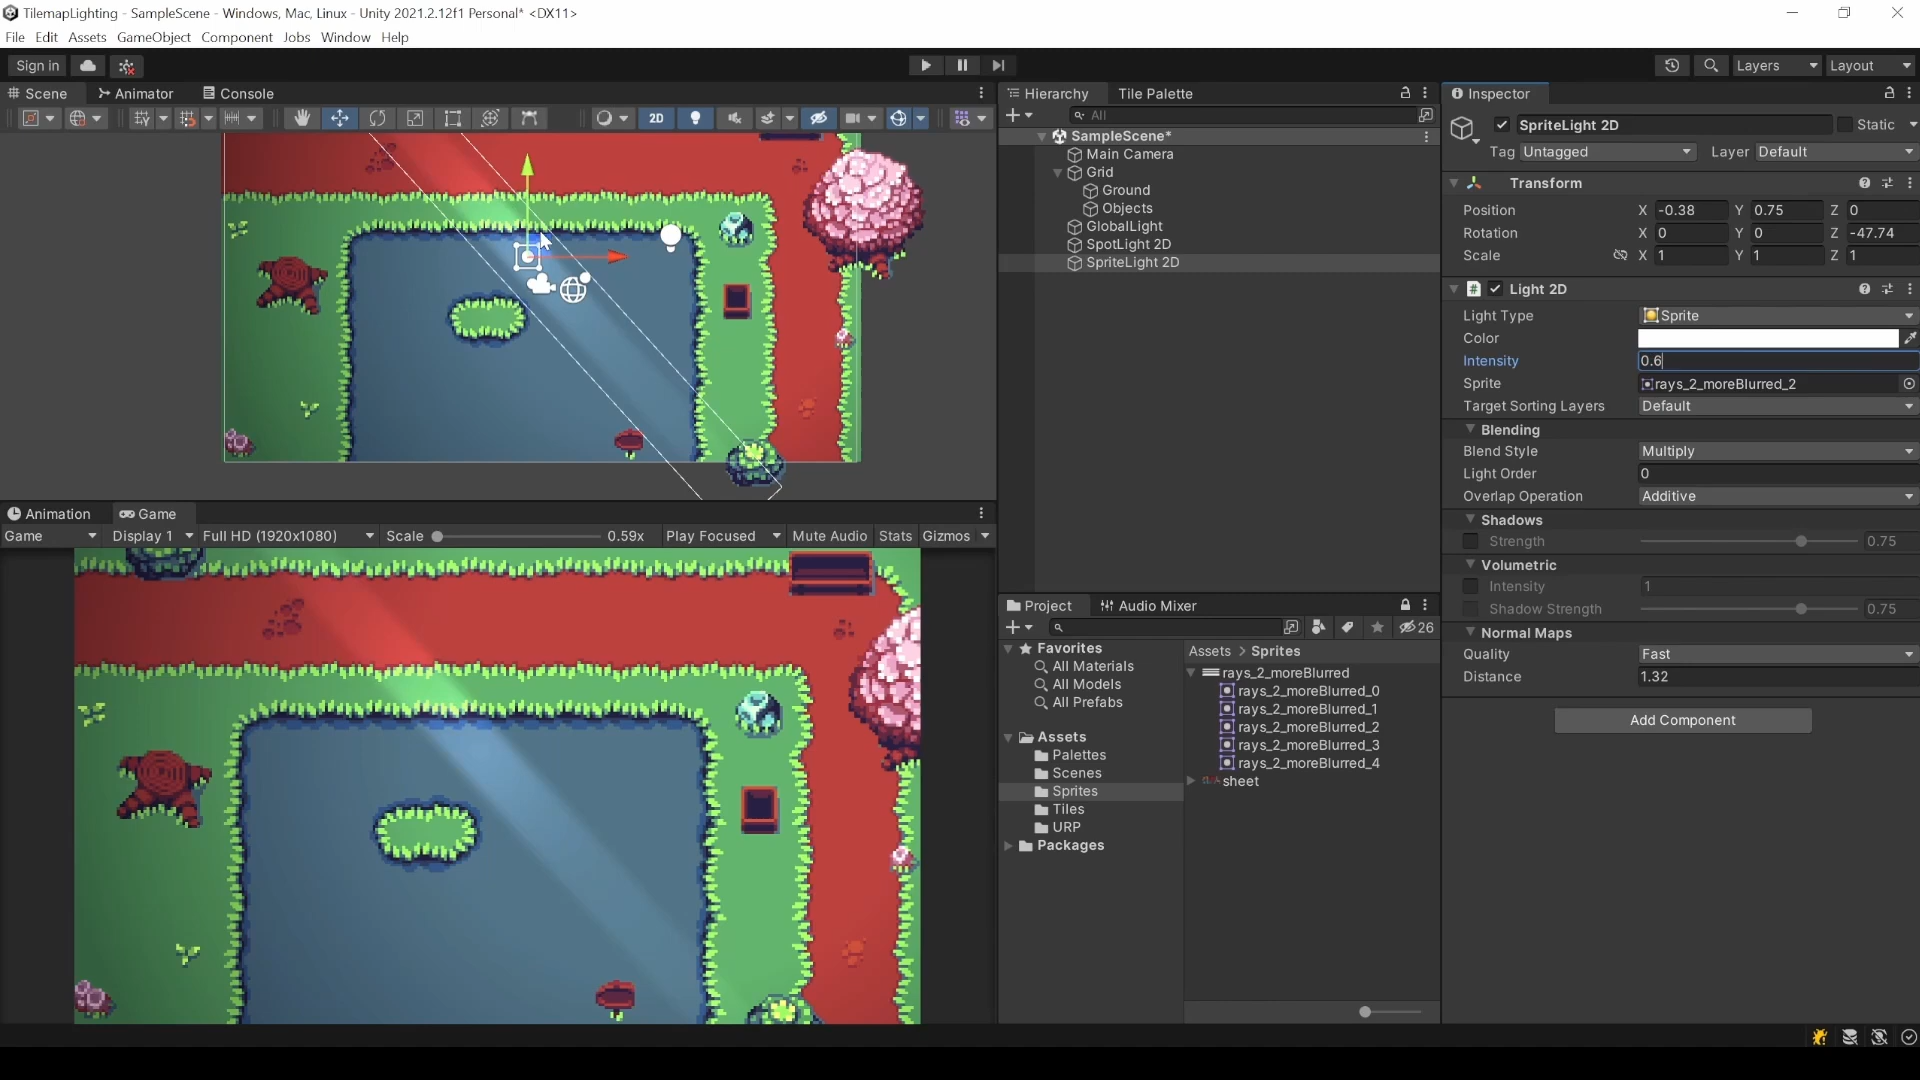 TilemapLighting - SampleScene - Windows, Mac, Linux - Unity 2021.2.12f1 Personal* <DX11>
File Edit Assets GameObject Component Jobs Window Help
Sign in
Layers
Layout
Scene
Animator
Console
2D
Hierarchy
Tile Palette
All
SampleScene*
Main Camera
Grid
Ground
Objects
GlobalLight
SpotLight 2D
SpriteLight 2D
Inspector
SpriteLight 2D
Static
Tag Untagged
Layer Default
Transform
Position X -0.38 Y 0.75 Z 0
Rotation X 0 Y 0 Z -47.74
Scale X 1 Y 1 Z 1
Light 2D
Light Type Sprite
Color
Intensity 0.6
Sprite rays_2_moreBlurred_2
Target Sorting Layers Default
Blending
Blend Style Multiply
Light Order 0
Overlap Operation Additive
Shadows
Strength 0.75
Volumetric
Intensity 1
Shadow Strength 0.75
Normal Maps
Quality Fast
Distance 1.32
Add Component
Animation
Game
Game Display 1 Full HD (1920x1080) Scale 0.59x Play Focused Mute Audio Stats Gizmos
Project
Audio Mixer
26
Favorites
All Materials
All Models
All Prefabs
Assets
Palettes
Scenes
Sprites
Tiles
URP
Packages
Assets > Sprites
rays_2_moreBlurred
rays_2_moreBlurred_0
rays_2_moreBlurred_1
rays_2_moreBlurred_2
rays_2_moreBlurred_3
rays_2_moreBlurred_4
sheet